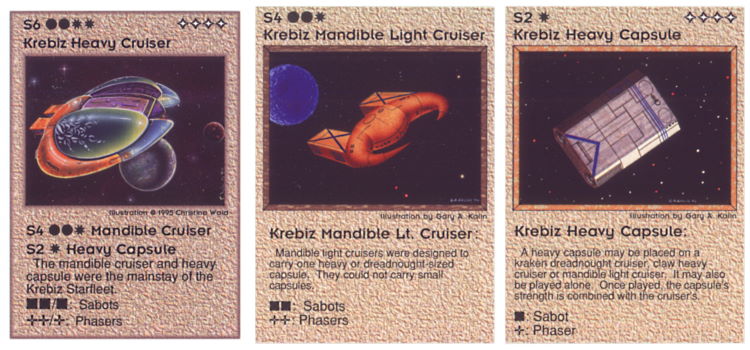 S6
Krebiz Heavy Cruiser
Illustration © 1995 Christina Wald
S4 Mandible Cruiser
S2 Heavy Capsule
The mandible cruiser and heavy
capsule were the mainstay of the
Krebiz Starfleet.
/ : Sabots
/ : Phasers
S4
Krebiz Mandible Light Cruiser
Illustration by Gary A. Kalin
Krebiz Mandible Lt. Cruiser:
Mandible light cruisers were designed to
carry one heavy or dreadnought-sized
capsule. They could not carry small
capsules.
: Sabots
: Phasers
S2
Krebiz Heavy Capsule
Illustration by Gary A. Kalin
Krebiz Heavy Capsule:
A heavy capsule may be placed on a
kraken dreadnought cruiser, claw heavy
cruiser or mandible light cruiser. It may also
be played alone. Once played, the capsule's
strength is combined with the cruiser's.
: Sabot
: Phaser